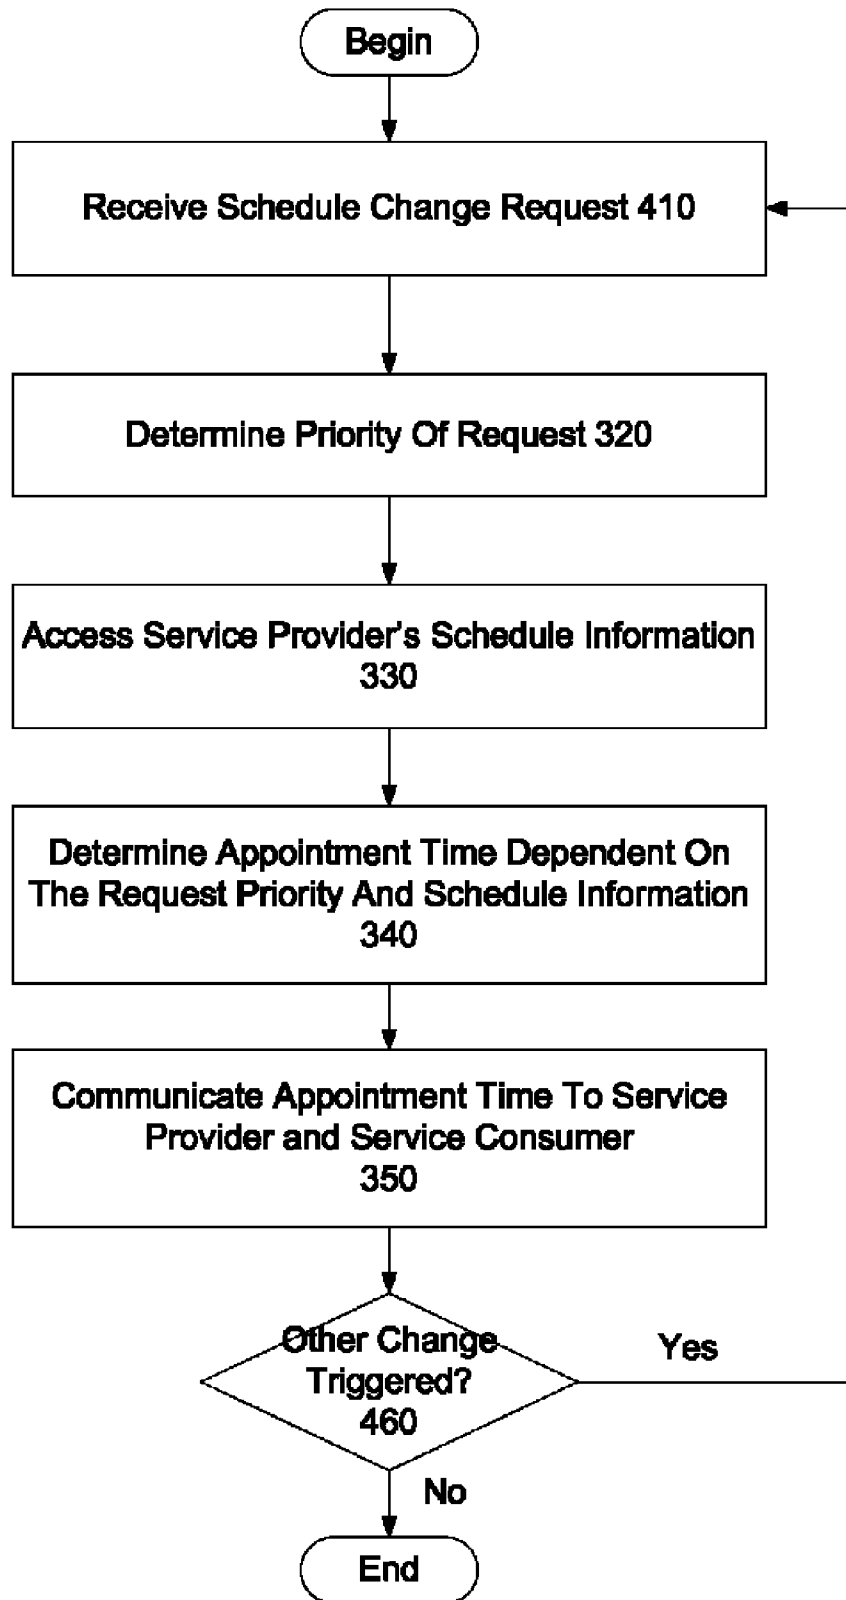 Begin
Receive Schedule Change Request 410
Determine Priority Of Request 320
Access Service Provider's Schedule Information
330
Determine Appointment Time Dependent On
The Request Priority And Schedule Information
340
Communicate Appointment Time To Service
Provider and Service Consumer
350
Other Change
Triggered?
460
Yes
No
End